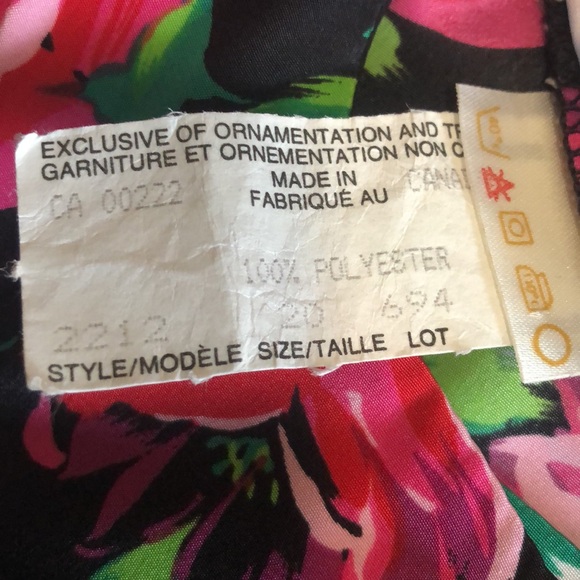 EXCLUSIVE OF ORNAMENTATION AND
GARNITURE ET ORNEMENTATION NON
MADE IN
FABRIQUÉ AU
CA 00222
100% POLYESTER
2212 20 694
STYLE/MODÈLE SIZE/TAILLE LOT